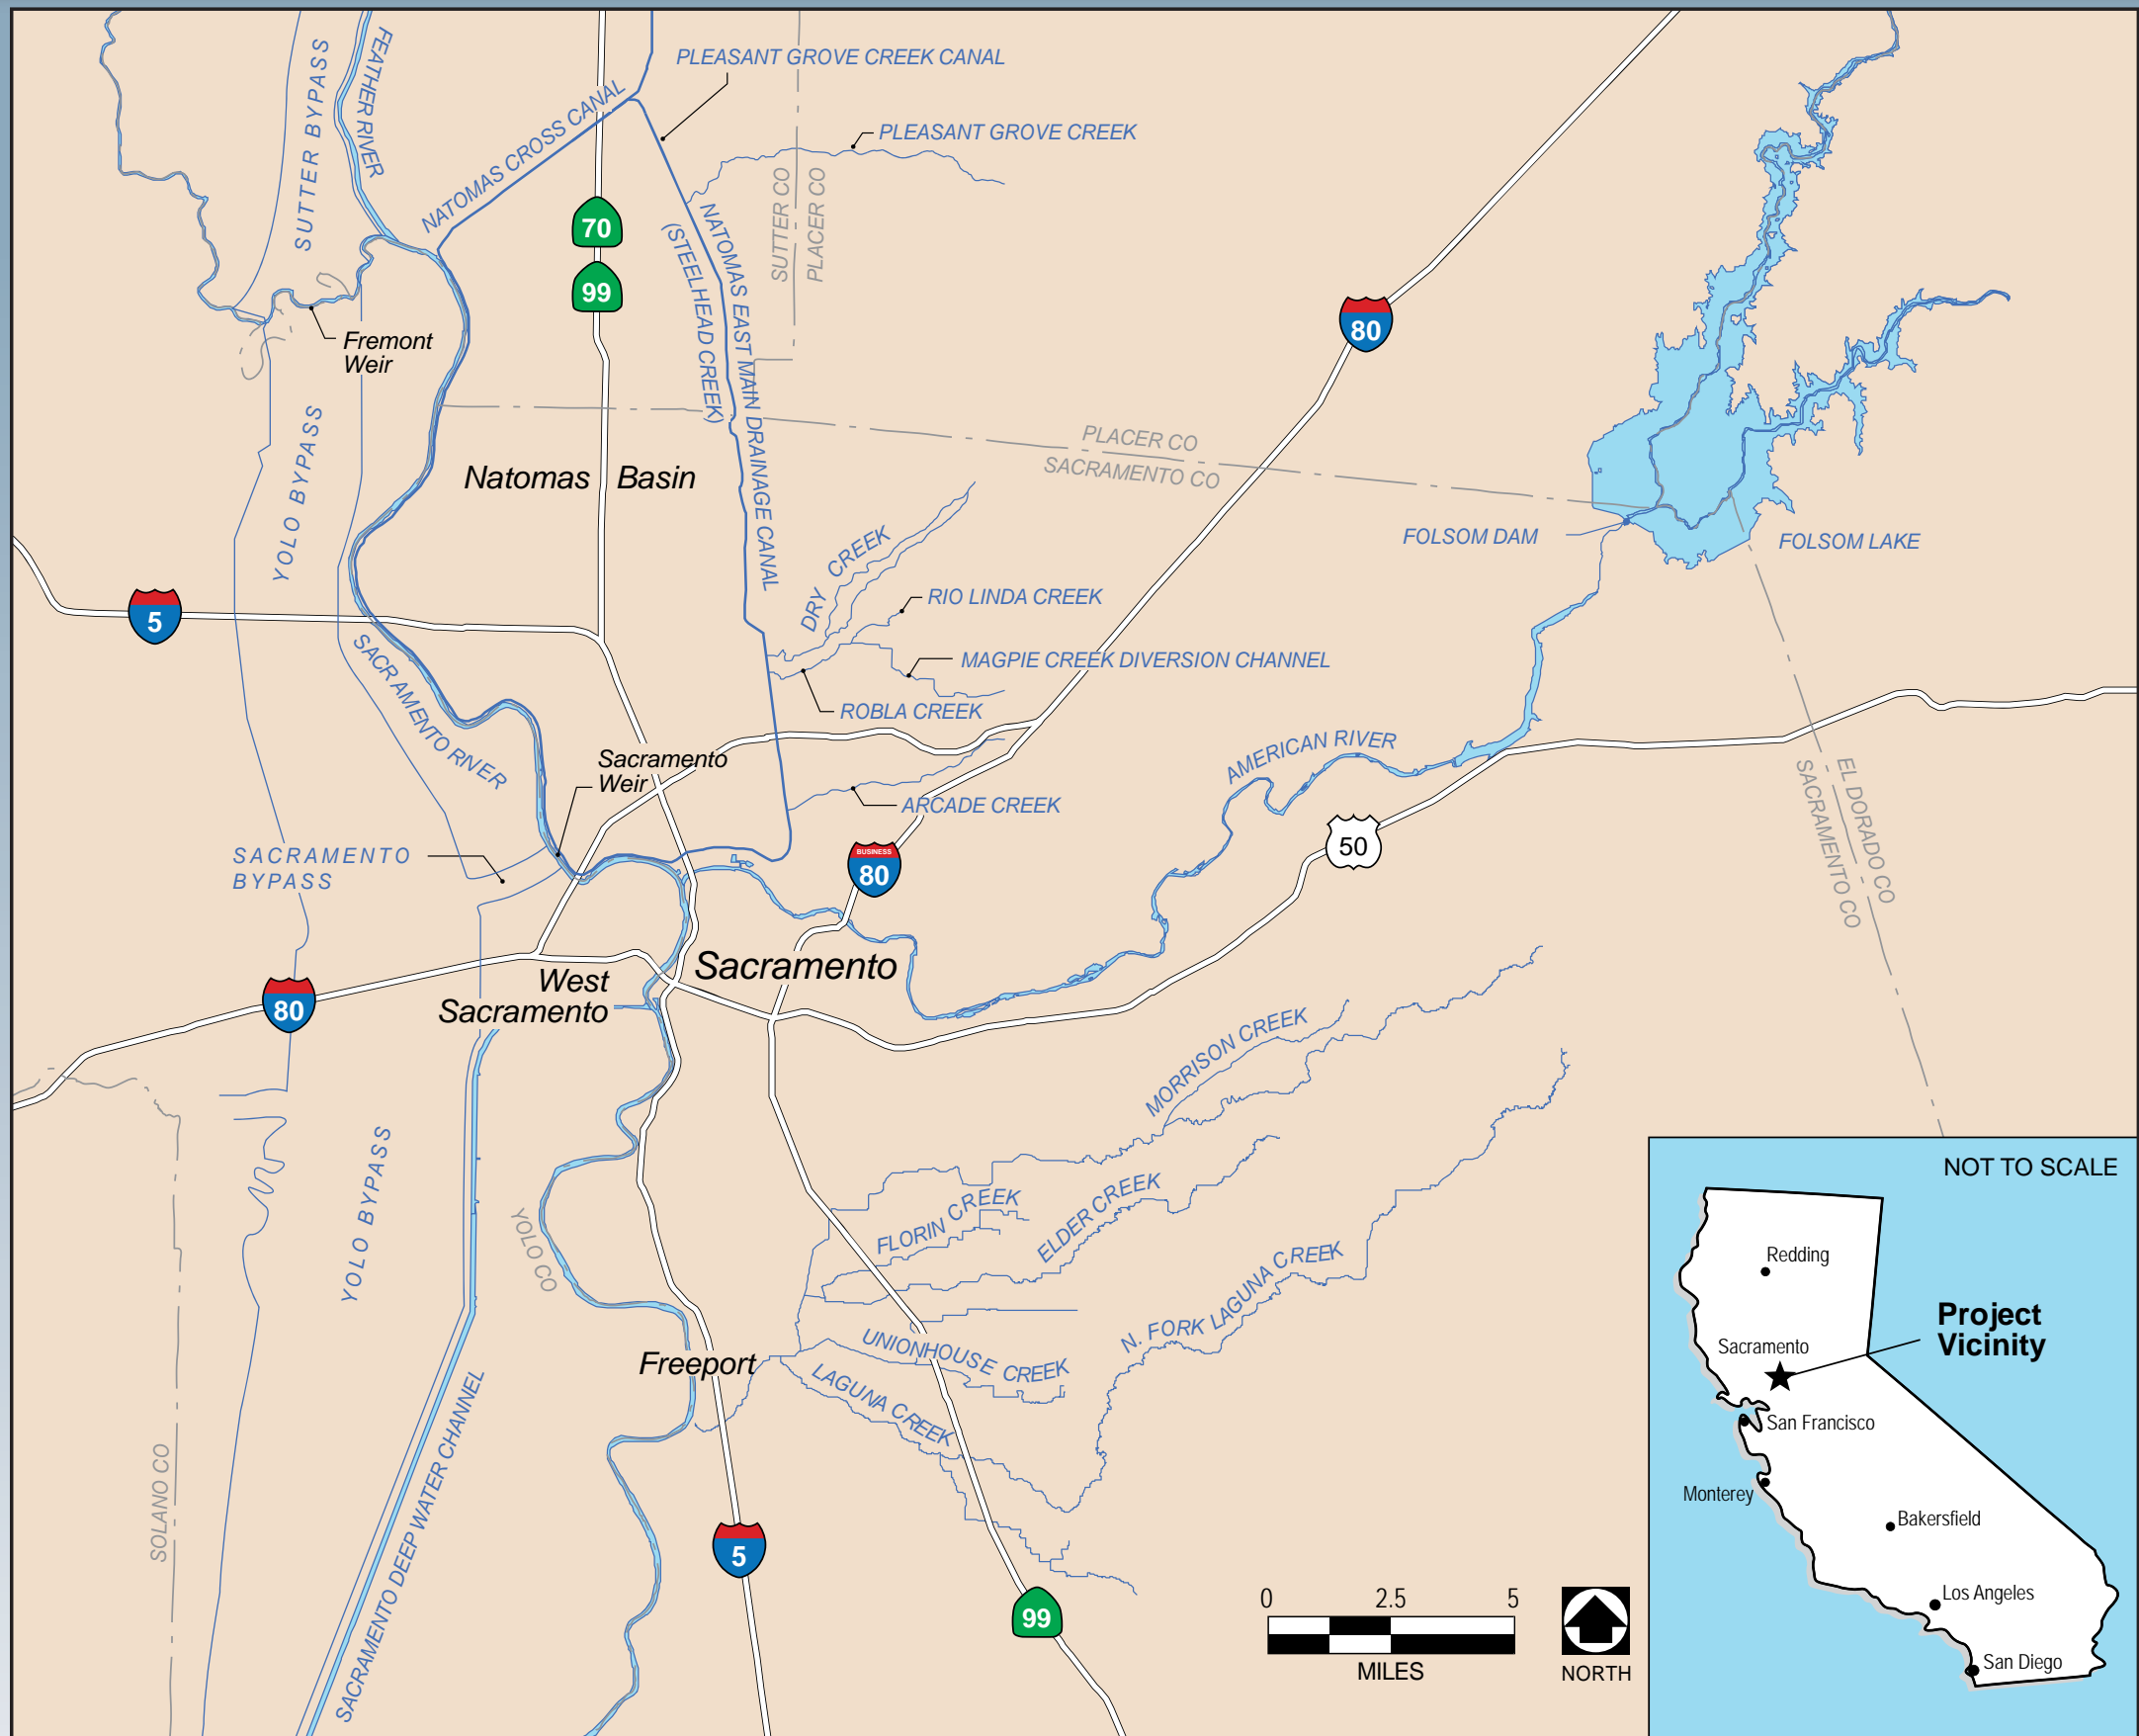 PLEASANT GROVE CREEK CANAL
FEATHER RIVER
SUTTER BYPASS
NATOMAS CROSS CANAL
PLEASANT GROVE CREEK
SUTTER CO
PLACER CO
70
99
NATOMAS EAST MAIN DRAINAGE CANAL
(STEELHEAD CREEK)
80
Fremont
Weir
YOLO BYPASS
PLACER CO
SACRAMENTO CO
Natomas Basin
FOLSOM DAM
FOLSOM LAKE
DRY CREEK
RIO LINDA CREEK
5
MAGPIE CREEK DIVERSION CHANNEL
SACRAMENTO RIVER
ROBLA CREEK
AMERICAN RIVER
Sacramento
Weir
ARCADE CREEK
EL DORADO CO
SACRAMENTO CO
50
SACRAMENTO
BYPASS
BUSINESS
80
Sacramento
West
Sacramento
80
MORRISON CREEK
YOLO BYPASS
FLORIN CREEK
ELDER CREEK
YOLO CO
N. FORK LAGUNA CREEK
UNIONHOUSE CREEK
Freeport
LAGUNA CREEK
SOLANO CO
SACRAMENTO DEEP WATER CHANNEL
5
99
0 2.5 5
MILES
NORTH
NOT TO SCALE
Redding
Project
Vicinity
Sacramento
San Francisco
Monterey
Bakersfield
Los Angeles
San Diego